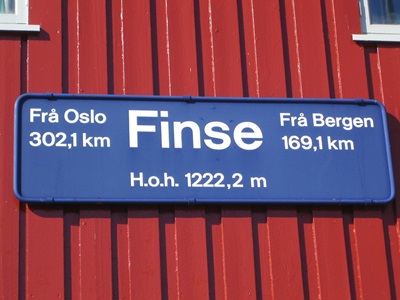 Frå Oslo
302,1 km
Finse
Frå Bergen
169,1 km
H.o.h. 1222,2 m